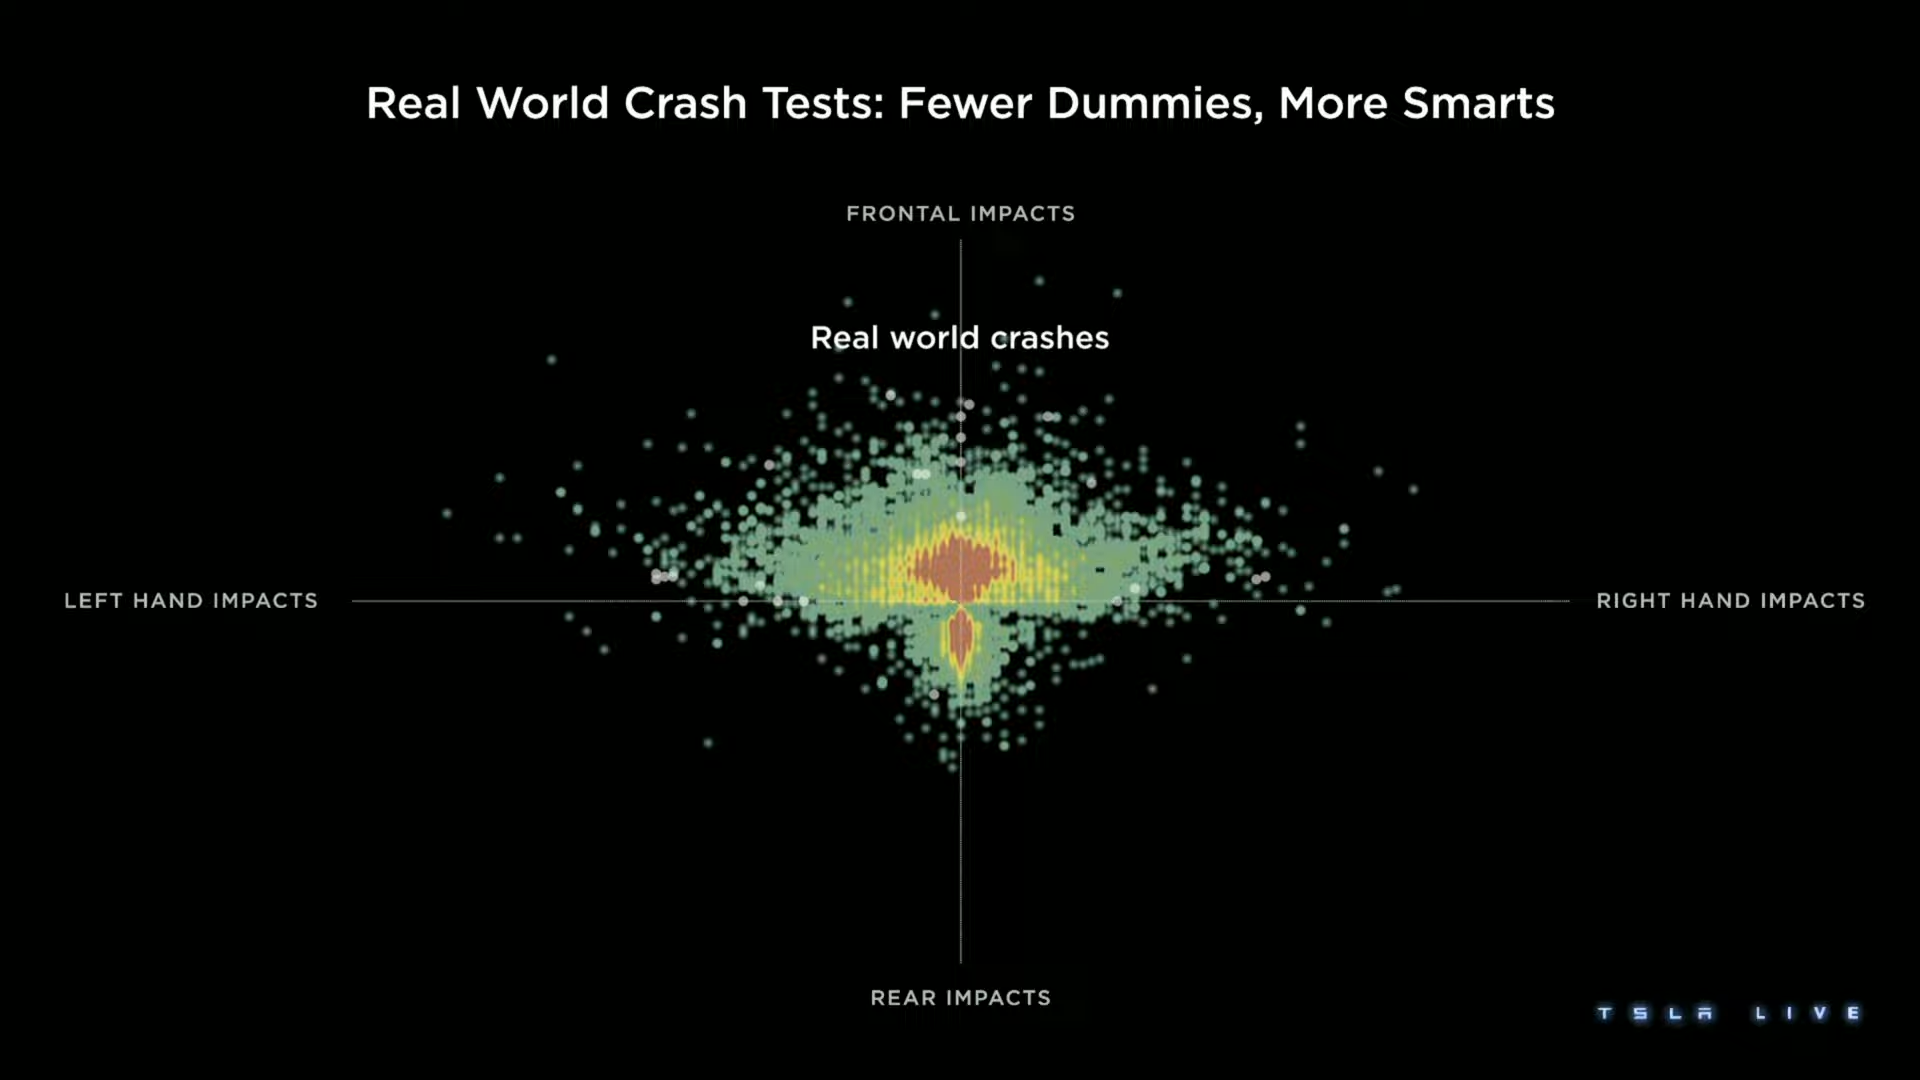 Real World Crash Tests: Fewer Dummies, More Smarts
FRONTAL IMPACTS
Real world crashes
LEFT HAND IMPACTS
RIGHT HAND IMPACTS
REAR IMPACTS
TSLA LIVE